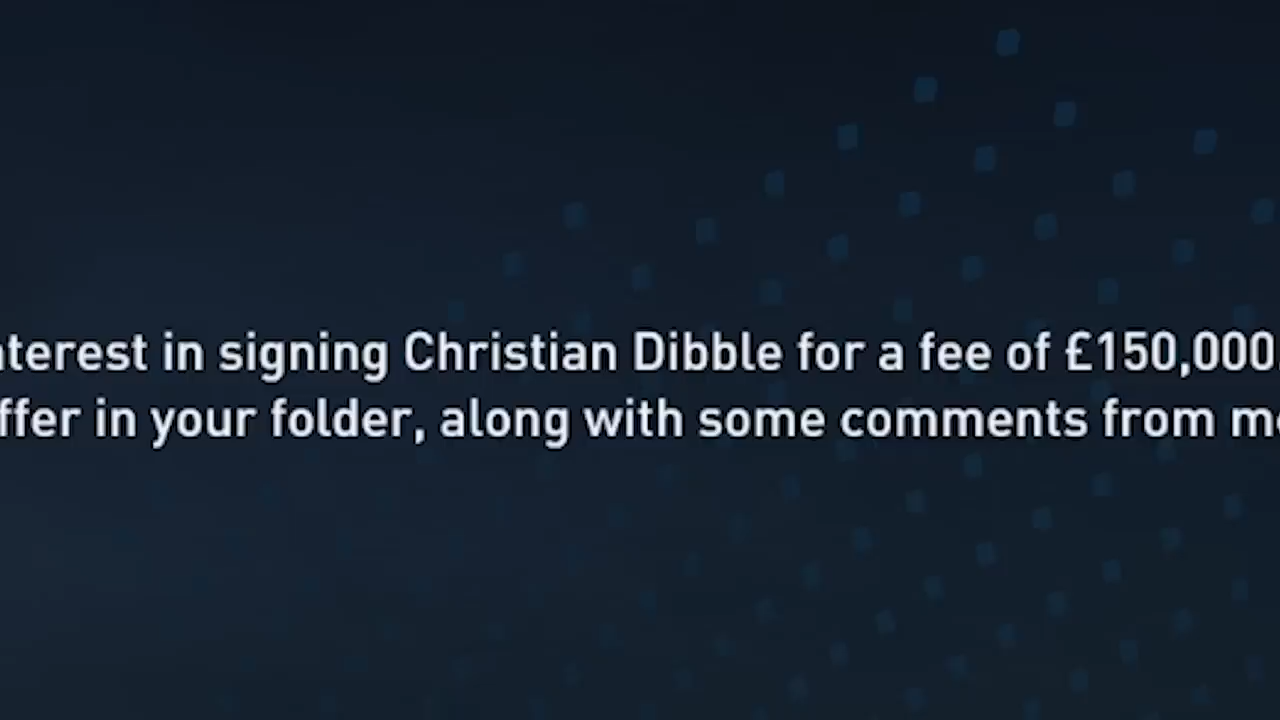 nterest in signing Christian Dibble for a fee of £150,000.
ffer in your folder, along with some comments from me